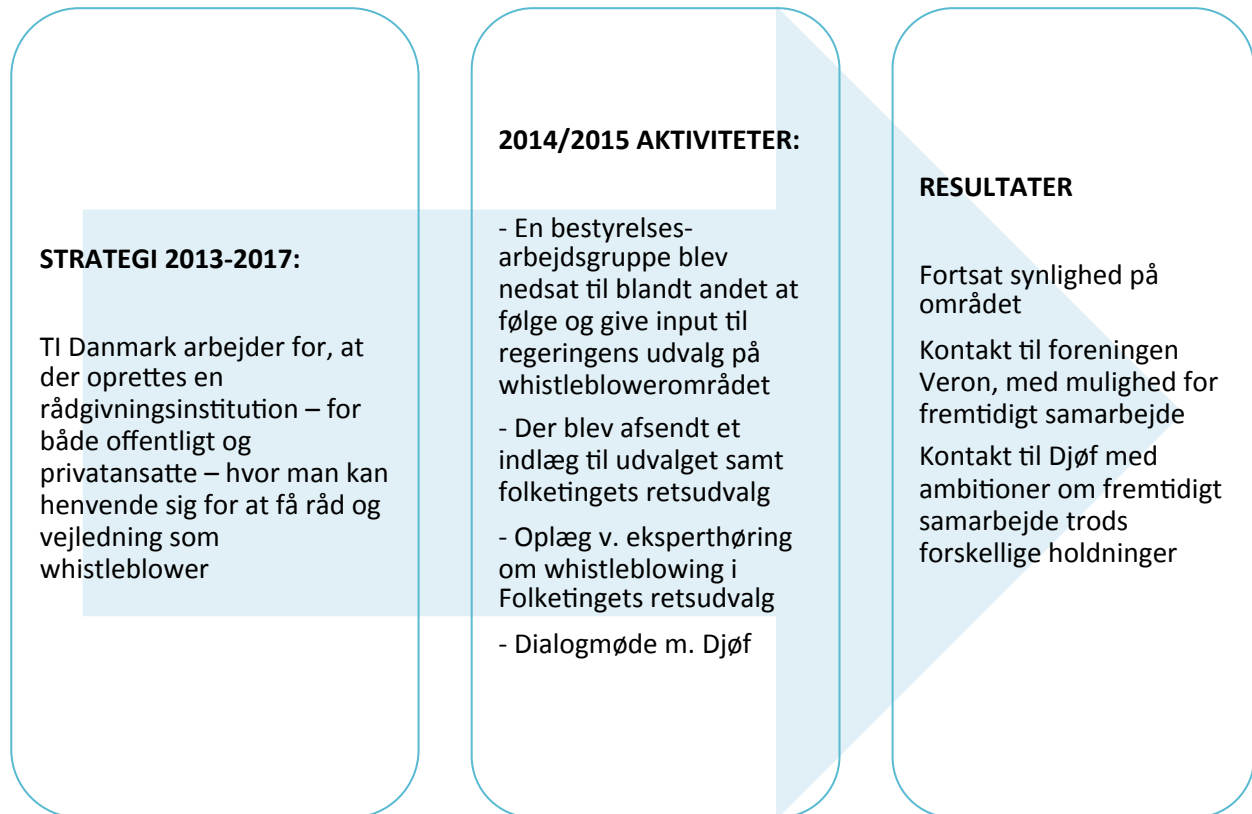 STRATEGI 2013-2017:
TI Danmark arbejder for, at
der oprettes en
rådgivningsinstitution – for
både offentligt og
privatansatte – hvor man kan
henvende sig for at få råd og
vejledning som
whistleblower
2014/2015 AKTIVITETER:
- En bestyrelses-
arbejdsgruppe blev
nedsat til blandt andet at
følge og give input til
regeringens udvalg på
whistleblowerområdet
- Der blev afsendt et
indlæg til udvalget samt
folketingets retsudvalg
- Oplæg v. eksperthøring
om whistleblowing i
Folketingets retsudvalg
- Dialogmøde m. Djøf
RESULTATER
Fortsat synlighed på
området
Kontakt til foreningen
Veron, med mulighed for
fremtidigt samarbejde
Kontakt til Djøf med
ambitioner om fremtidigt
samarbejde trods
forskellige holdninger